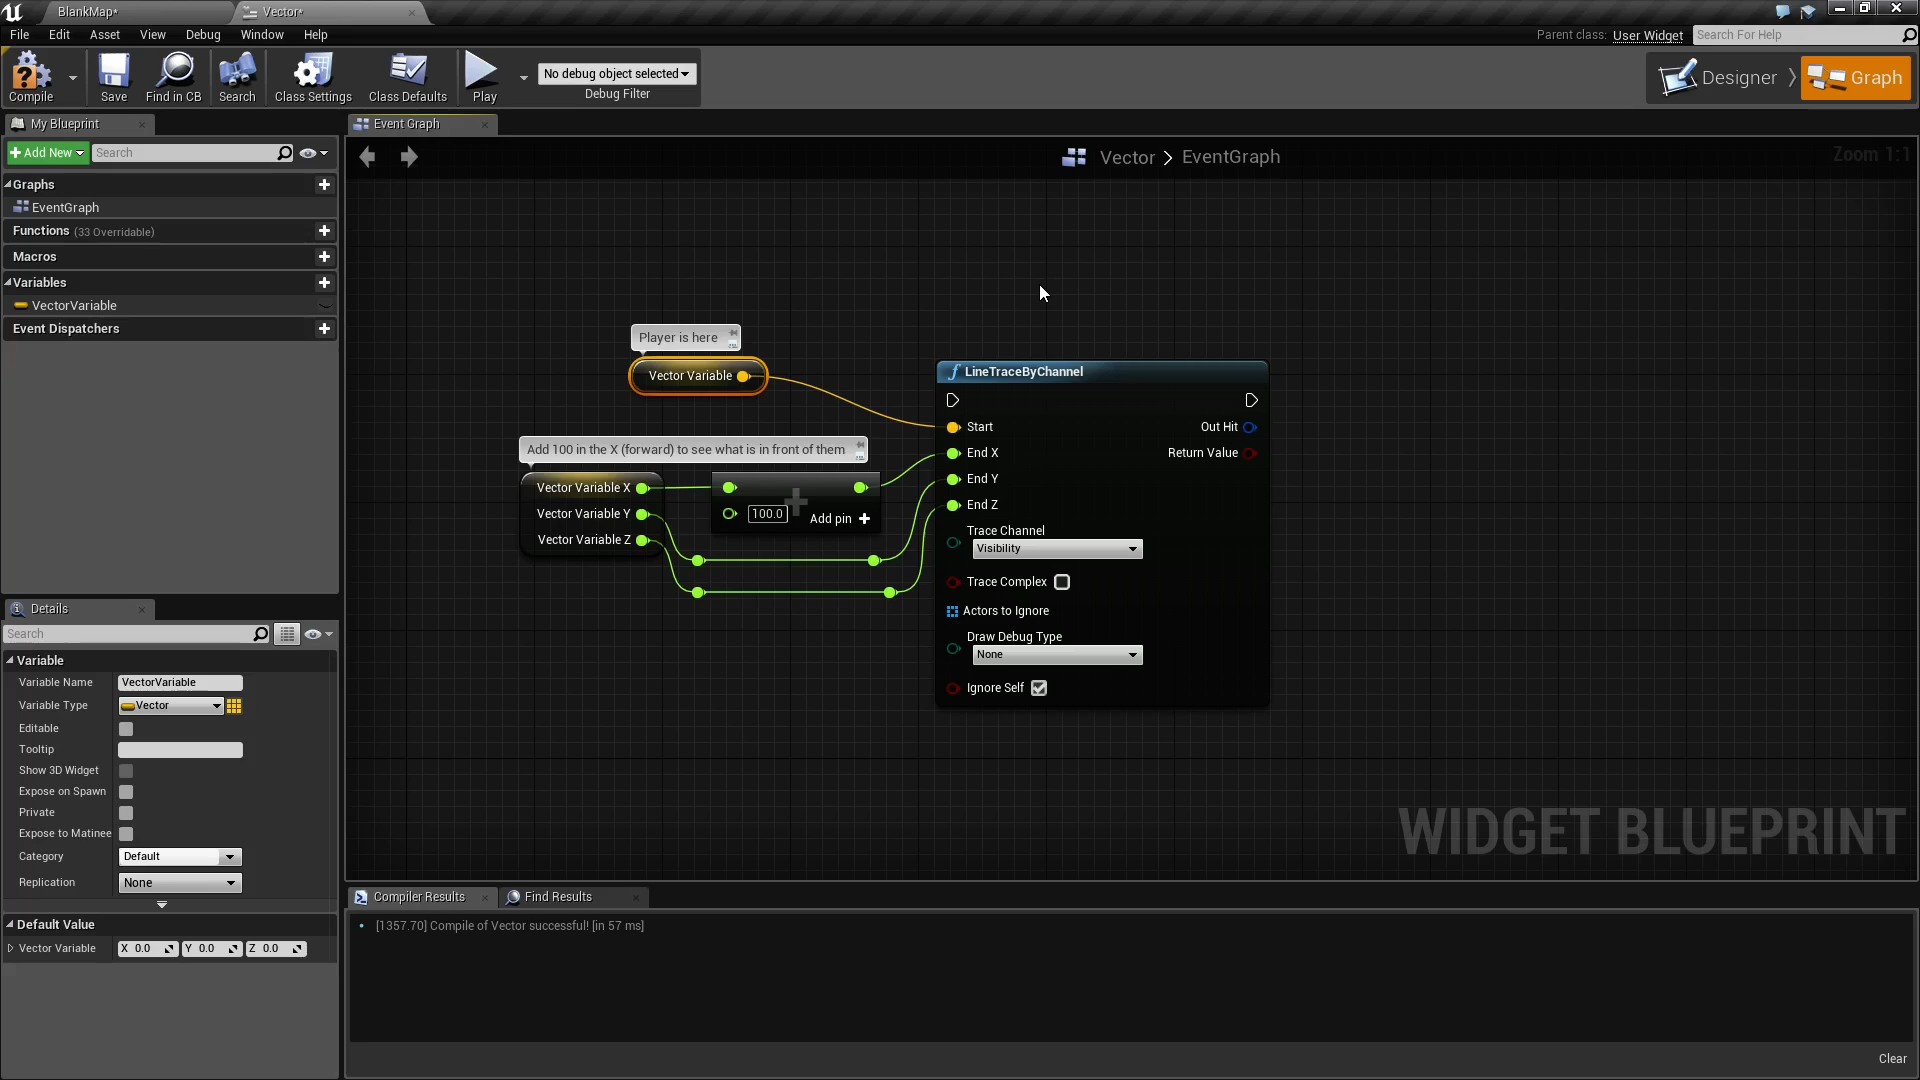 BlankMap*
Vector*
File Edit Asset View Debug Window Help
Parent class: User Widget Search For Help
Compile Save Find in CB Search Class Settings Class Defaults Play
No debug object selected
Debug Filter
Designer Graph
My Blueprint
Add New Search
Graphs
EventGraph
Functions (33 Overridable)
Macros
Variables
VectorVariable
Event Dispatchers
Details
Search
Variable
Variable Name VectorVariable
Variable Type Vector
Editable
Tooltip
Show 3D Widget
Expose on Spawn
Private
Expose to Matinee
Category Default
Replication None
Default Value
Vector Variable X 0.0 Y 0.0 Z 0.0
Event Graph
Vector > EventGraph
Zoom 1:1
Player is here
Vector Variable
Add 100 in the X (forward) to see what is in front of them
Vector Variable X
Vector Variable Y
Vector Variable Z
100.0
Add pin
LineTraceByChannel
Start Out Hit
End X Return Value
End Y
End Z
Trace Channel
Visibility
Trace Complex
Actors to Ignore
Draw Debug Type
None
Ignore Self
WIDGET BLUEPRINT
Compiler Results Find Results
[1357.70] Compile of Vector successful! [in 57 ms]
Clear